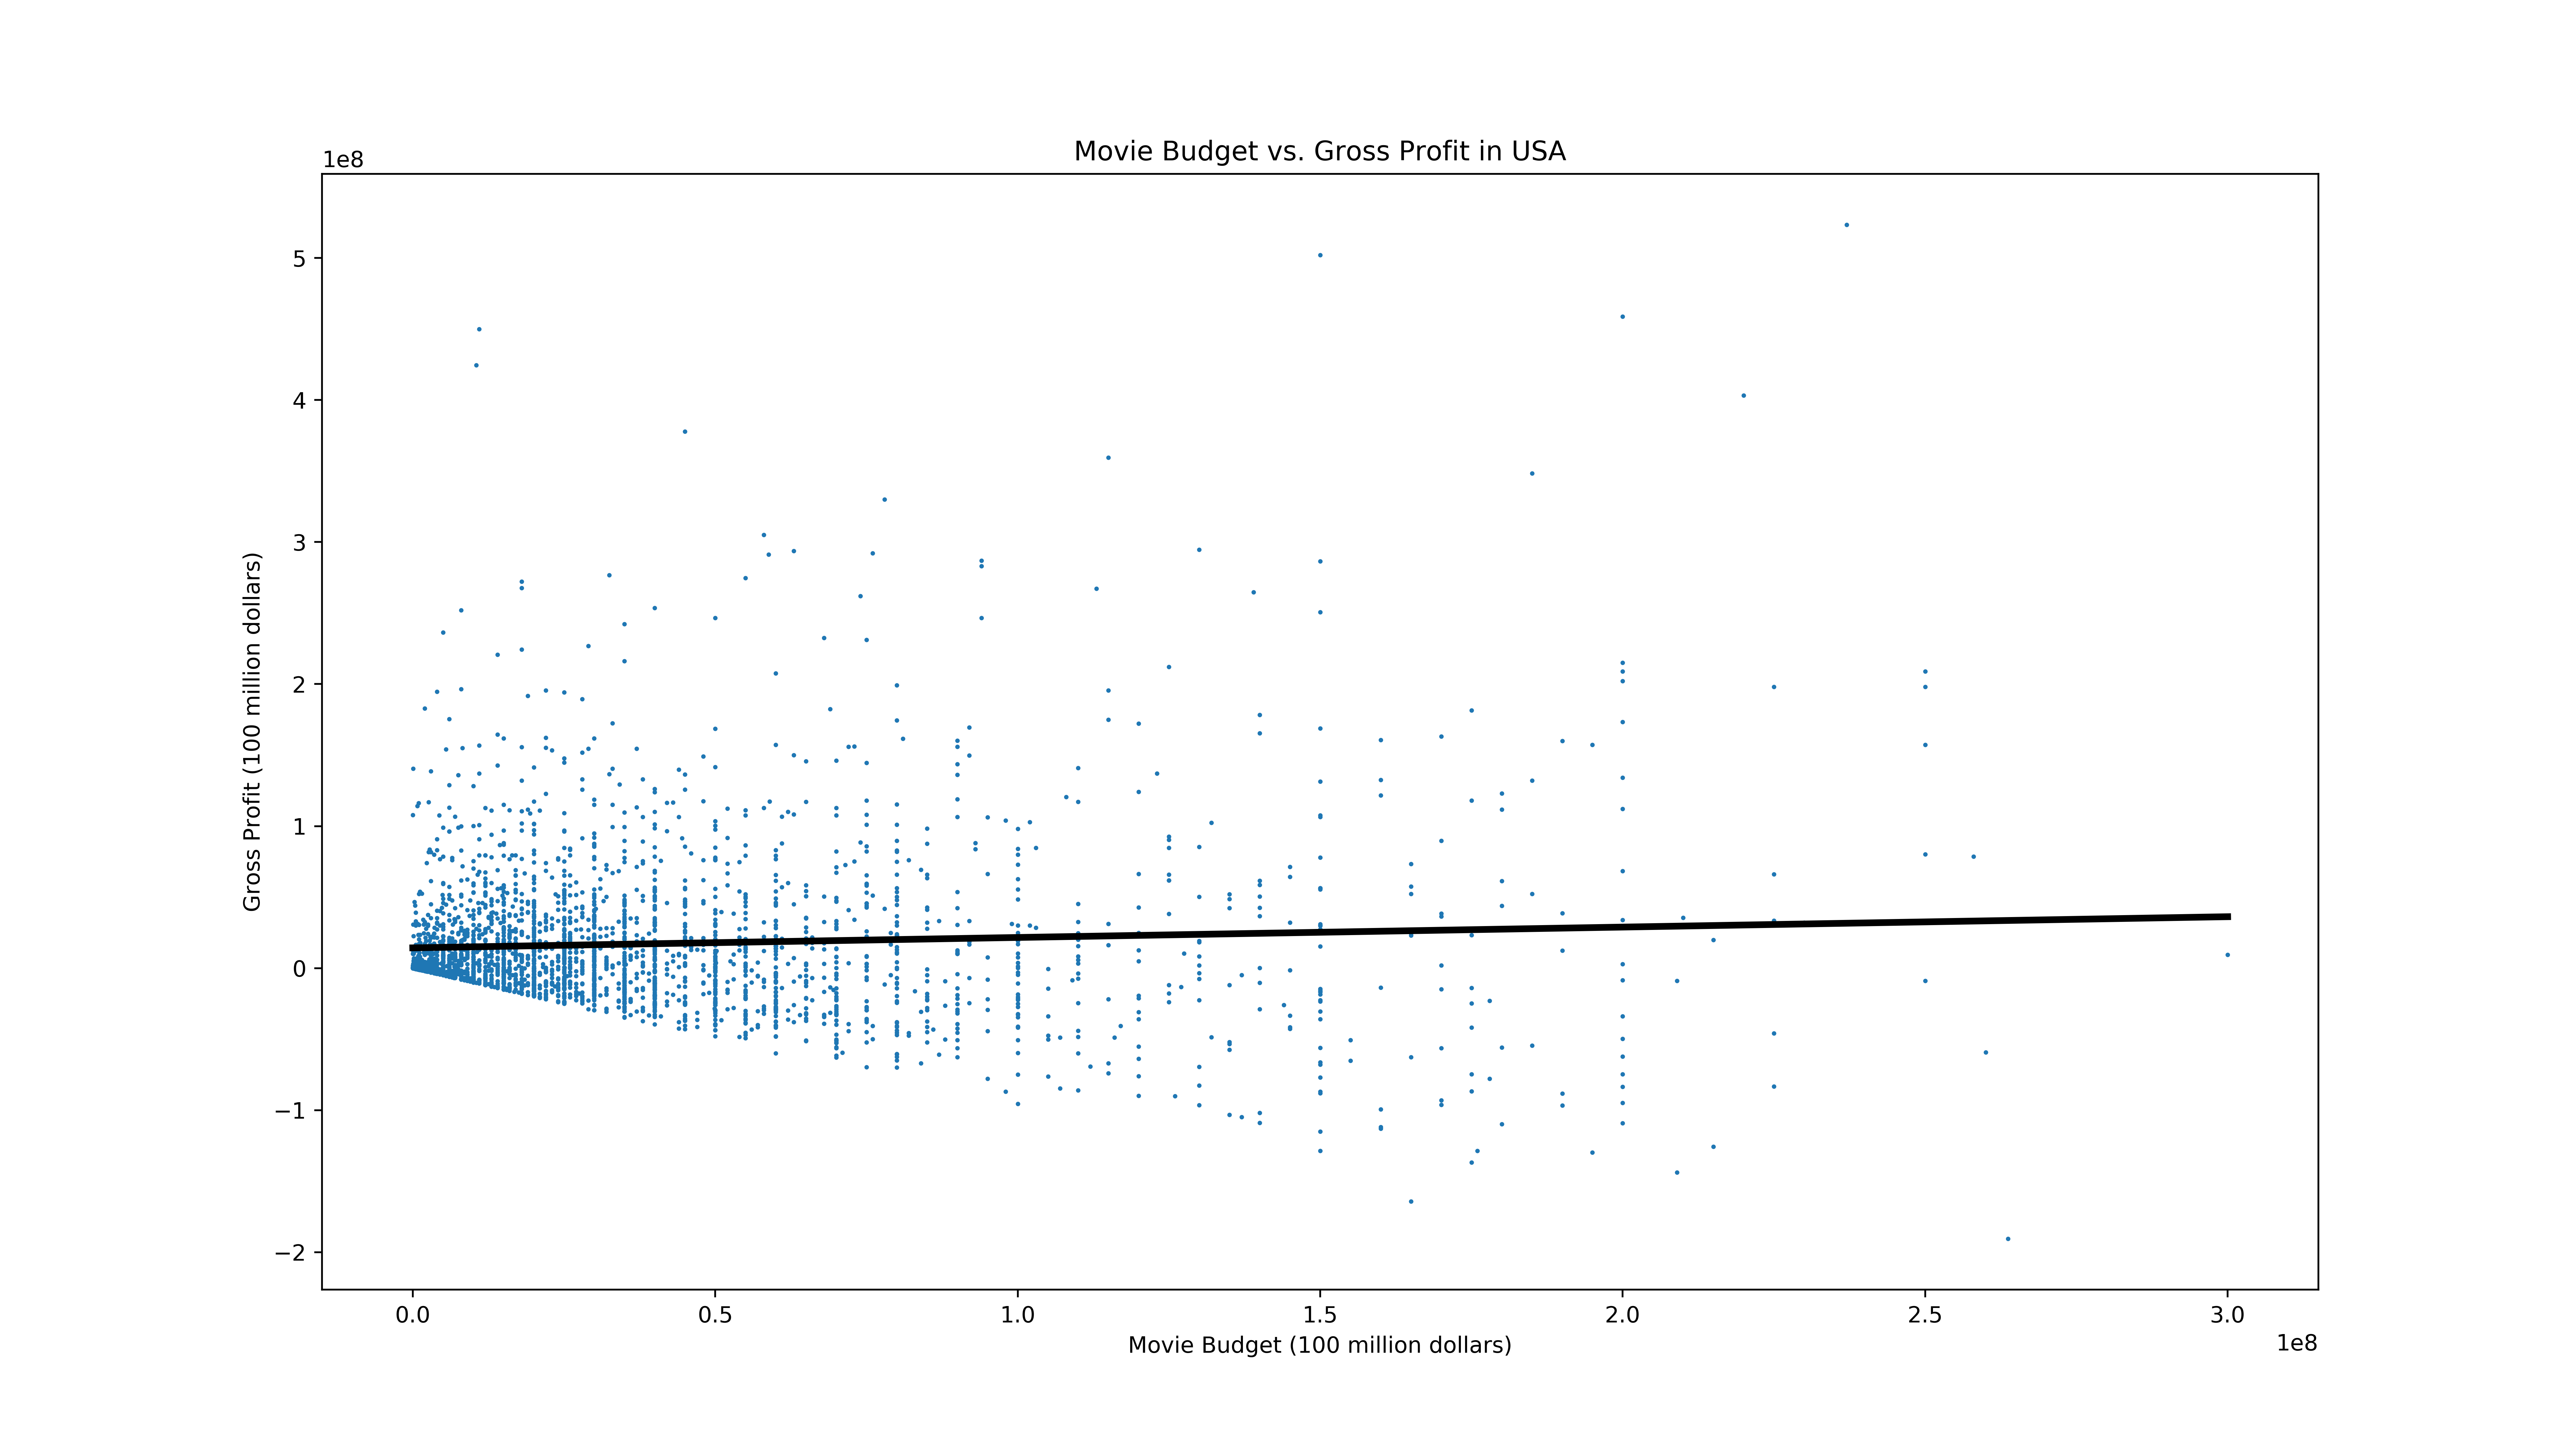 Movie Budget vs. Gross Profit in USA
1e8
5
4
3
2
1
0
−1
−2
Gross Profit (100 million dollars)
0.0 0.5 1.0 1.5 2.0 2.5 3.0
Movie Budget (100 million dollars)
1e8